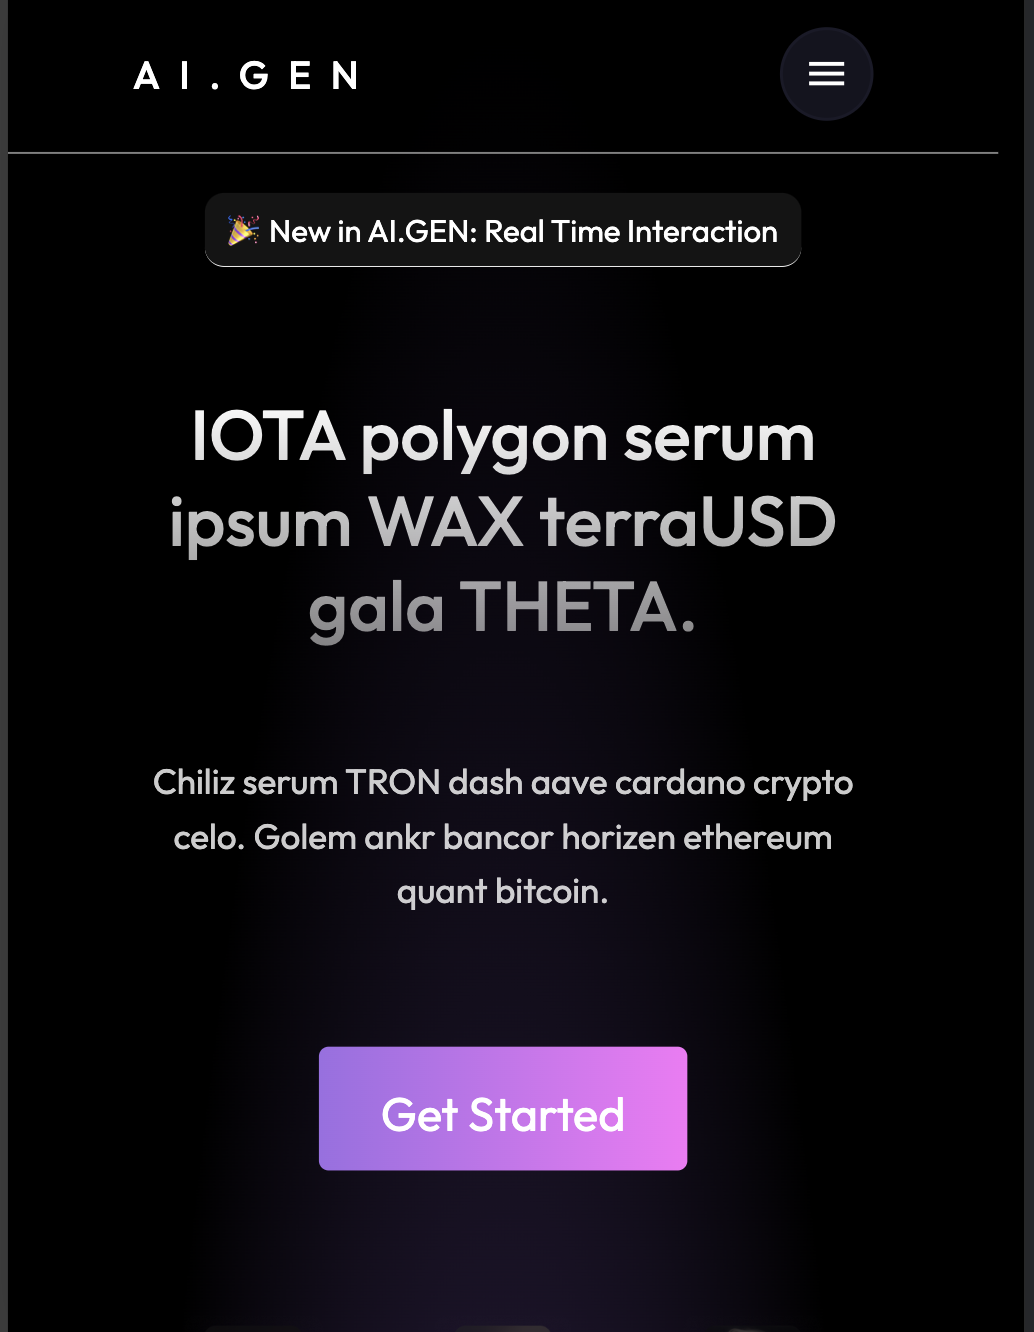 AI.GEN
🎉 New in AI.GEN: Real Time Interaction
IOTA polygon serum
ipsum WAX terraUSD
gala THETA.
Chiliz serum TRON dash aave cardano crypto
celo. Golem ankr bancor horizen ethereum
quant bitcoin.
Get Started